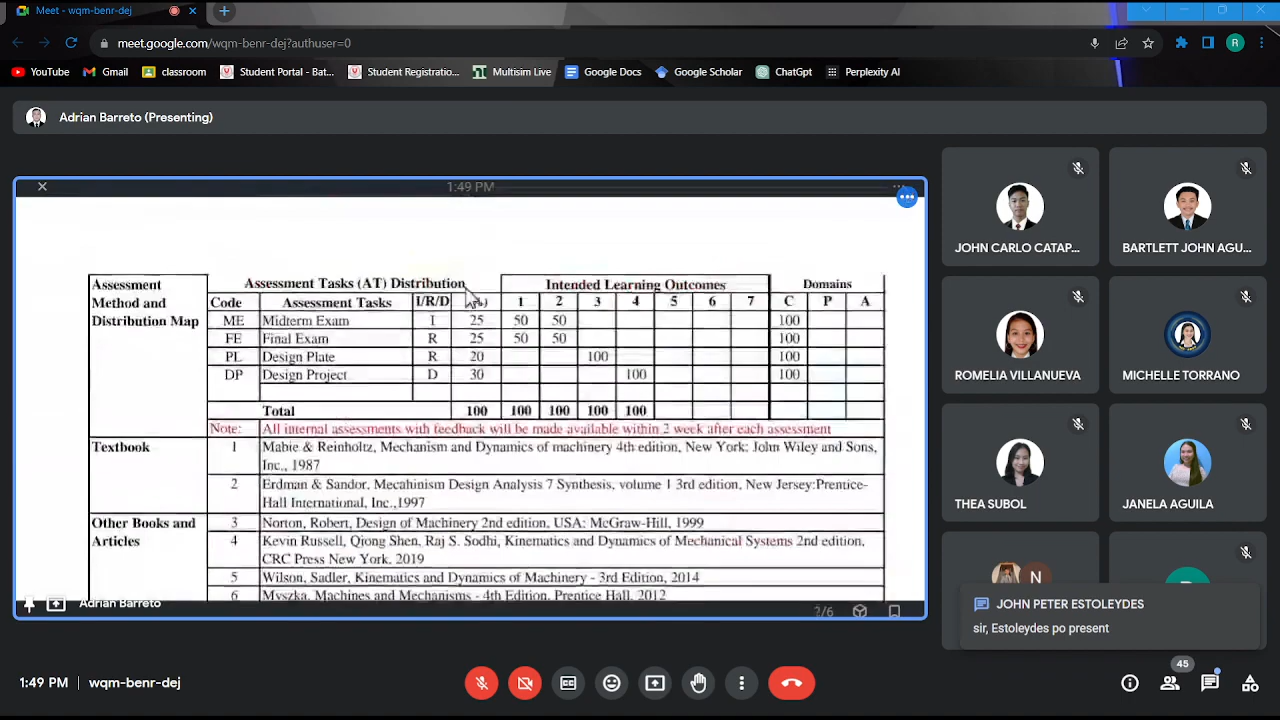 Meet - wqm-benr-dej
meet.google.com/wqm-benr-dej?authuser=0
R
YouTube Gmail classroom Student Portal - Bat... Student Registratio... Multisim Live Google Docs Google Scholar ChatGpt Perplexity AI
Adrian Barreto (Presenting)
1:49 PM
Assessment Method and Distribution Map
Assessment Tasks (AT) Distribution Intended Learning Outcomes Domains
Code Assessment Tasks I/R/D 1 2 3 4 5 6 7 C P A
ME Midterm Exam I 25 50 50 100
FE Final Exam R 25 50 50 100
PL Design Plate R 20 100 100
DP Design Project D 30 100 100
Total 100 100 100 100 100
Note: All internal assessments with feedback will be made available within 2 week after each assessment
Textbook 1 Mabie & Reinholtz, Mechanism and Dynamics of machinery 4th edition, New York: John Wiley and Sons,
Inc., 1987
2 Erdman & Sandor. Mecahinism Design Analysis 7 Synthesis, volume 1 3rd edition, New Jersey:Prentice-
Hall International, Inc.,1997
Other Books and 3 Norton, Robert, Design of Machinery 2nd edition. USA: McGraw-Hill, 1999
Articles 4 Kevin Russell, Qiong Shen, Raj S. Sodhi, Kinematics and Dynamics of Mechanical Systems 2nd edition,
CRC Press New York. 2019
5 Wilson, Sadler, Kinematics and Dynamics of Machinery - 3rd Edition, 2014
6 Myszka, Machines and Mechanisms - 4th Edition, Prentice Hall, 2012
Adrian Barreto
2/6
JOHN CARLO CATAP...
BARTLETT JOHN AGU...
ROMELIA VILLANUEVA
MICHELLE TORRANO
THEA SUBOL
JANELA AGUILA
N
JOHN PETER ESTOLEYDES
sir, Estoleydes po present
1:49 PM | wqm-benr-dej
45